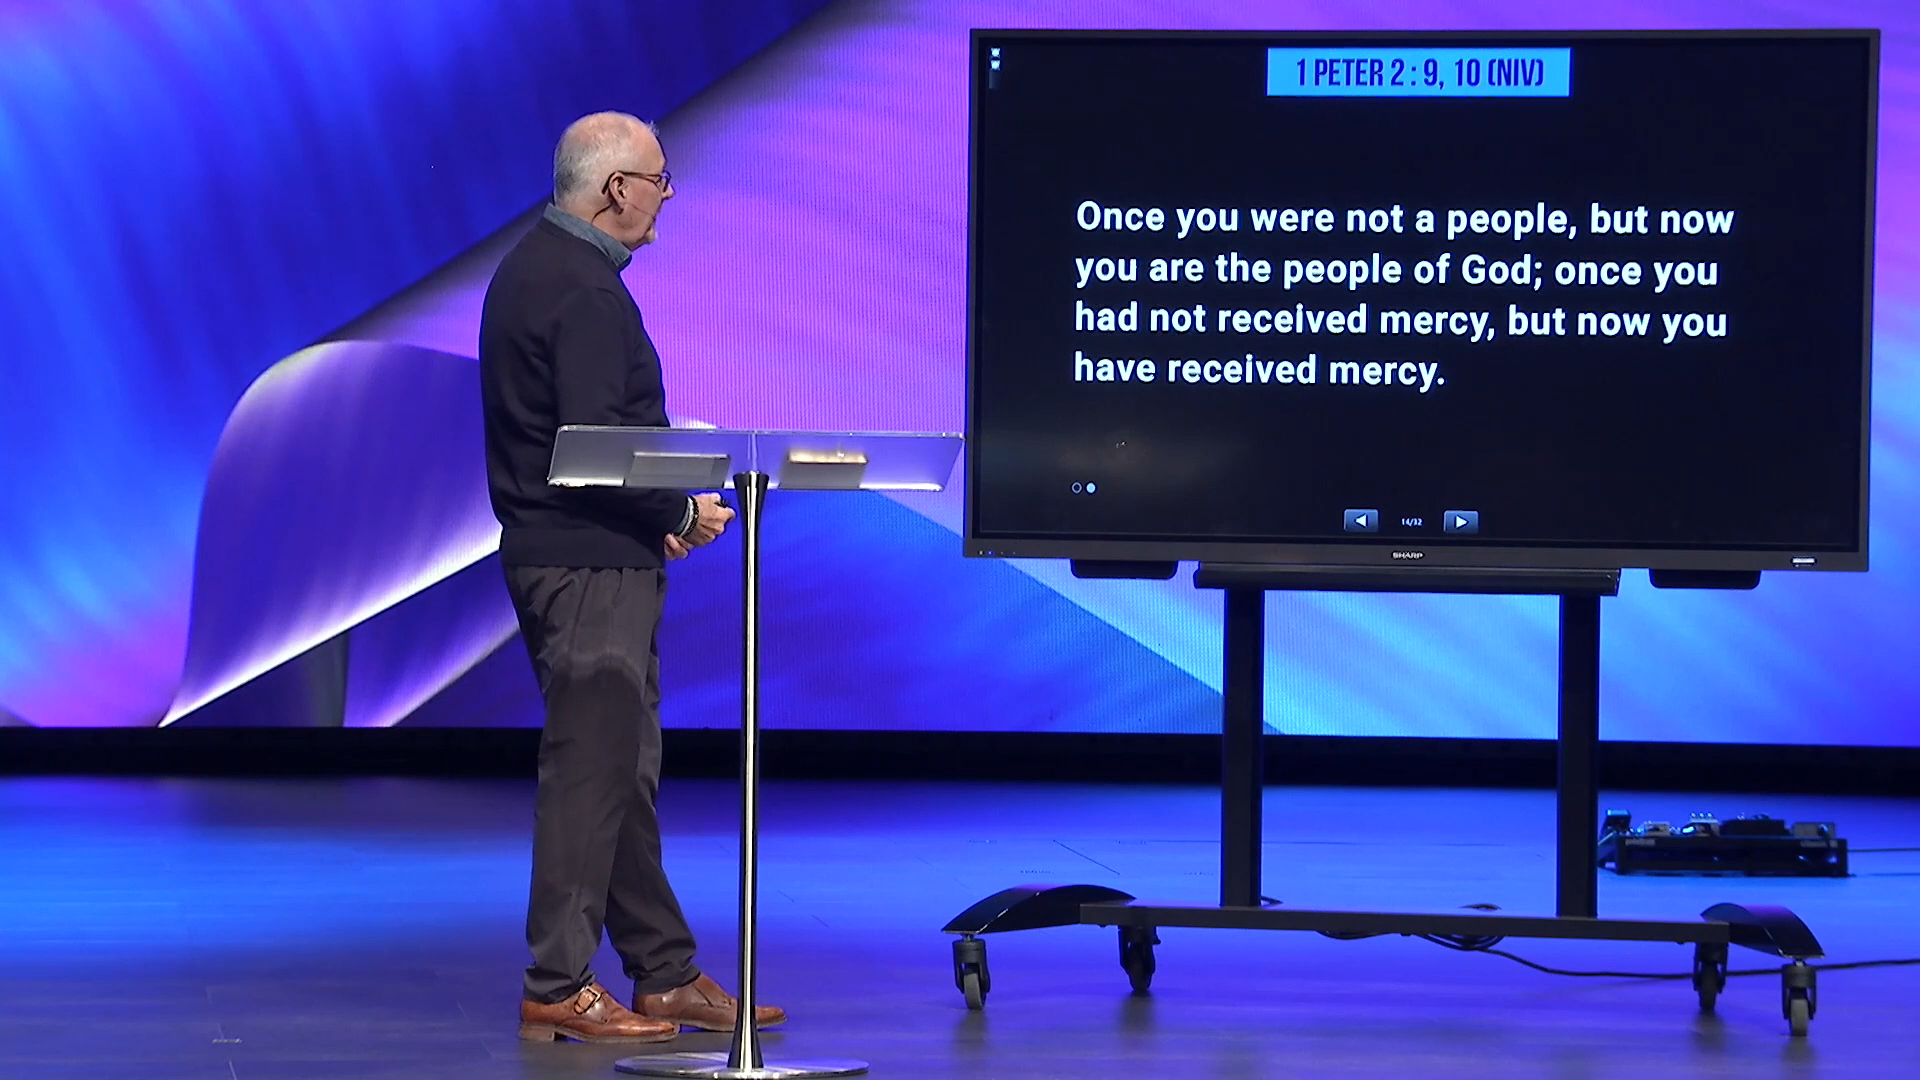 1 PETER 2 : 9, 10 (NIV)
Once you were not a people, but now
you are the people of God; once you
had not received mercy, but now you
have received mercy.
14/32
SHARP